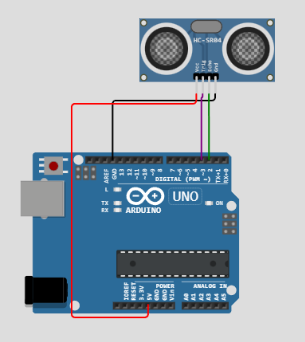 HC-SR04
Vcc
Trig
Echo
Gnd
AREF
GND
13
12
~11
~10
~9
8
7
~6
~5
4
~3
2
TX→1
RX←0
DIGITAL (PWM ~)
L
TX
RX
UNO
ON
ARDUINO
IOREF
RESET
3.3V
5V
GND
GND
Vin
POWER
ANALOG IN
A0
A1
A2
A3
A4
A5